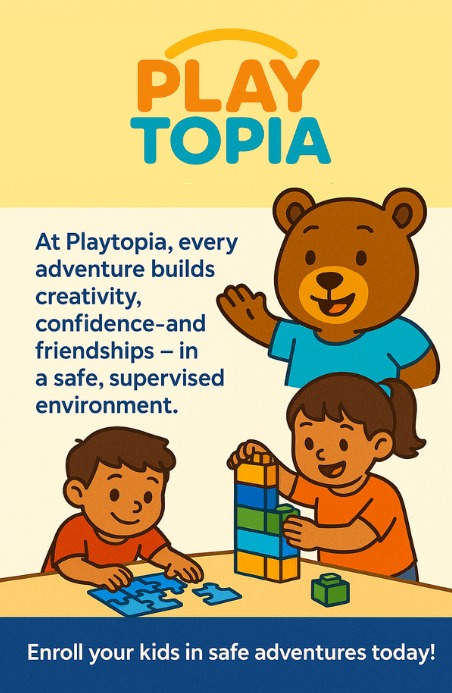 PLAY
TOPIA
At Playtopia, every
adventure builds
creativity,
confidence-and
friendships – in
a safe, supervised
environment.
Enroll your kids in safe adventures today!